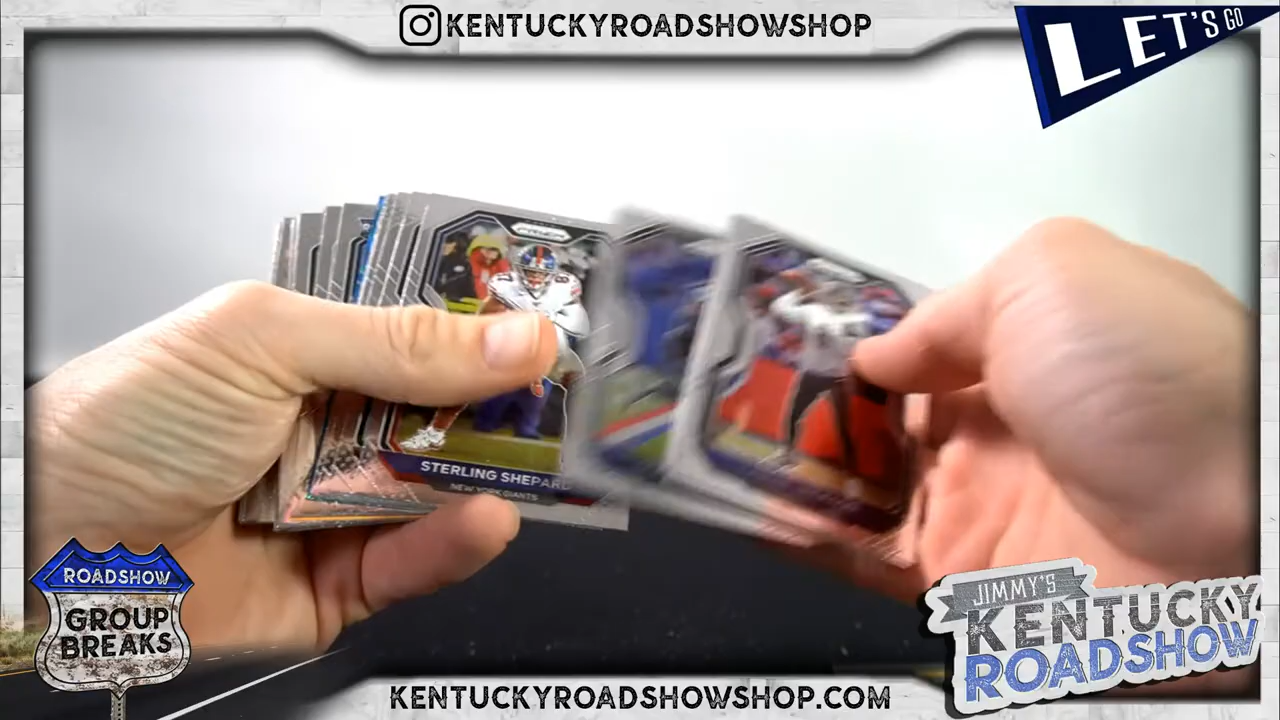 KENTUCKYROADSHOWSHOP
LET'S GO
PRIZM
STERLING SHEPARD
NEW YORK GIANTS
ROADSHOW
GROUP
BREAKS
JIMMY'S
KENTUCKY
ROADSHOW
KENTUCKYROADSHOWSHOP.COM